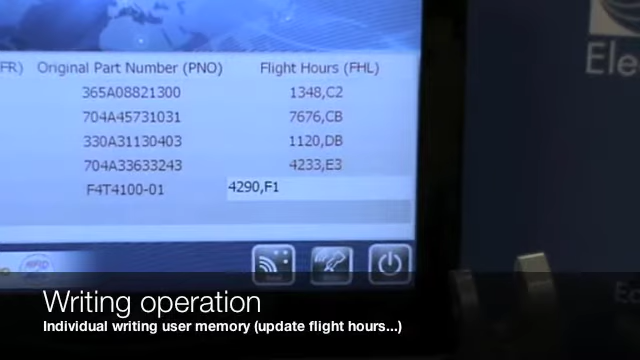 FR) Original Part Number (PNO) Flight Hours (FHL)
365A08821300 1348,C2
704A45731031 7676,CB
330A31130403 1120,DB
704A33633243 4233,E3
F4T4100-01 4290,F1
Ele
Writing operation
Individual writing user memory (update flight hours...)